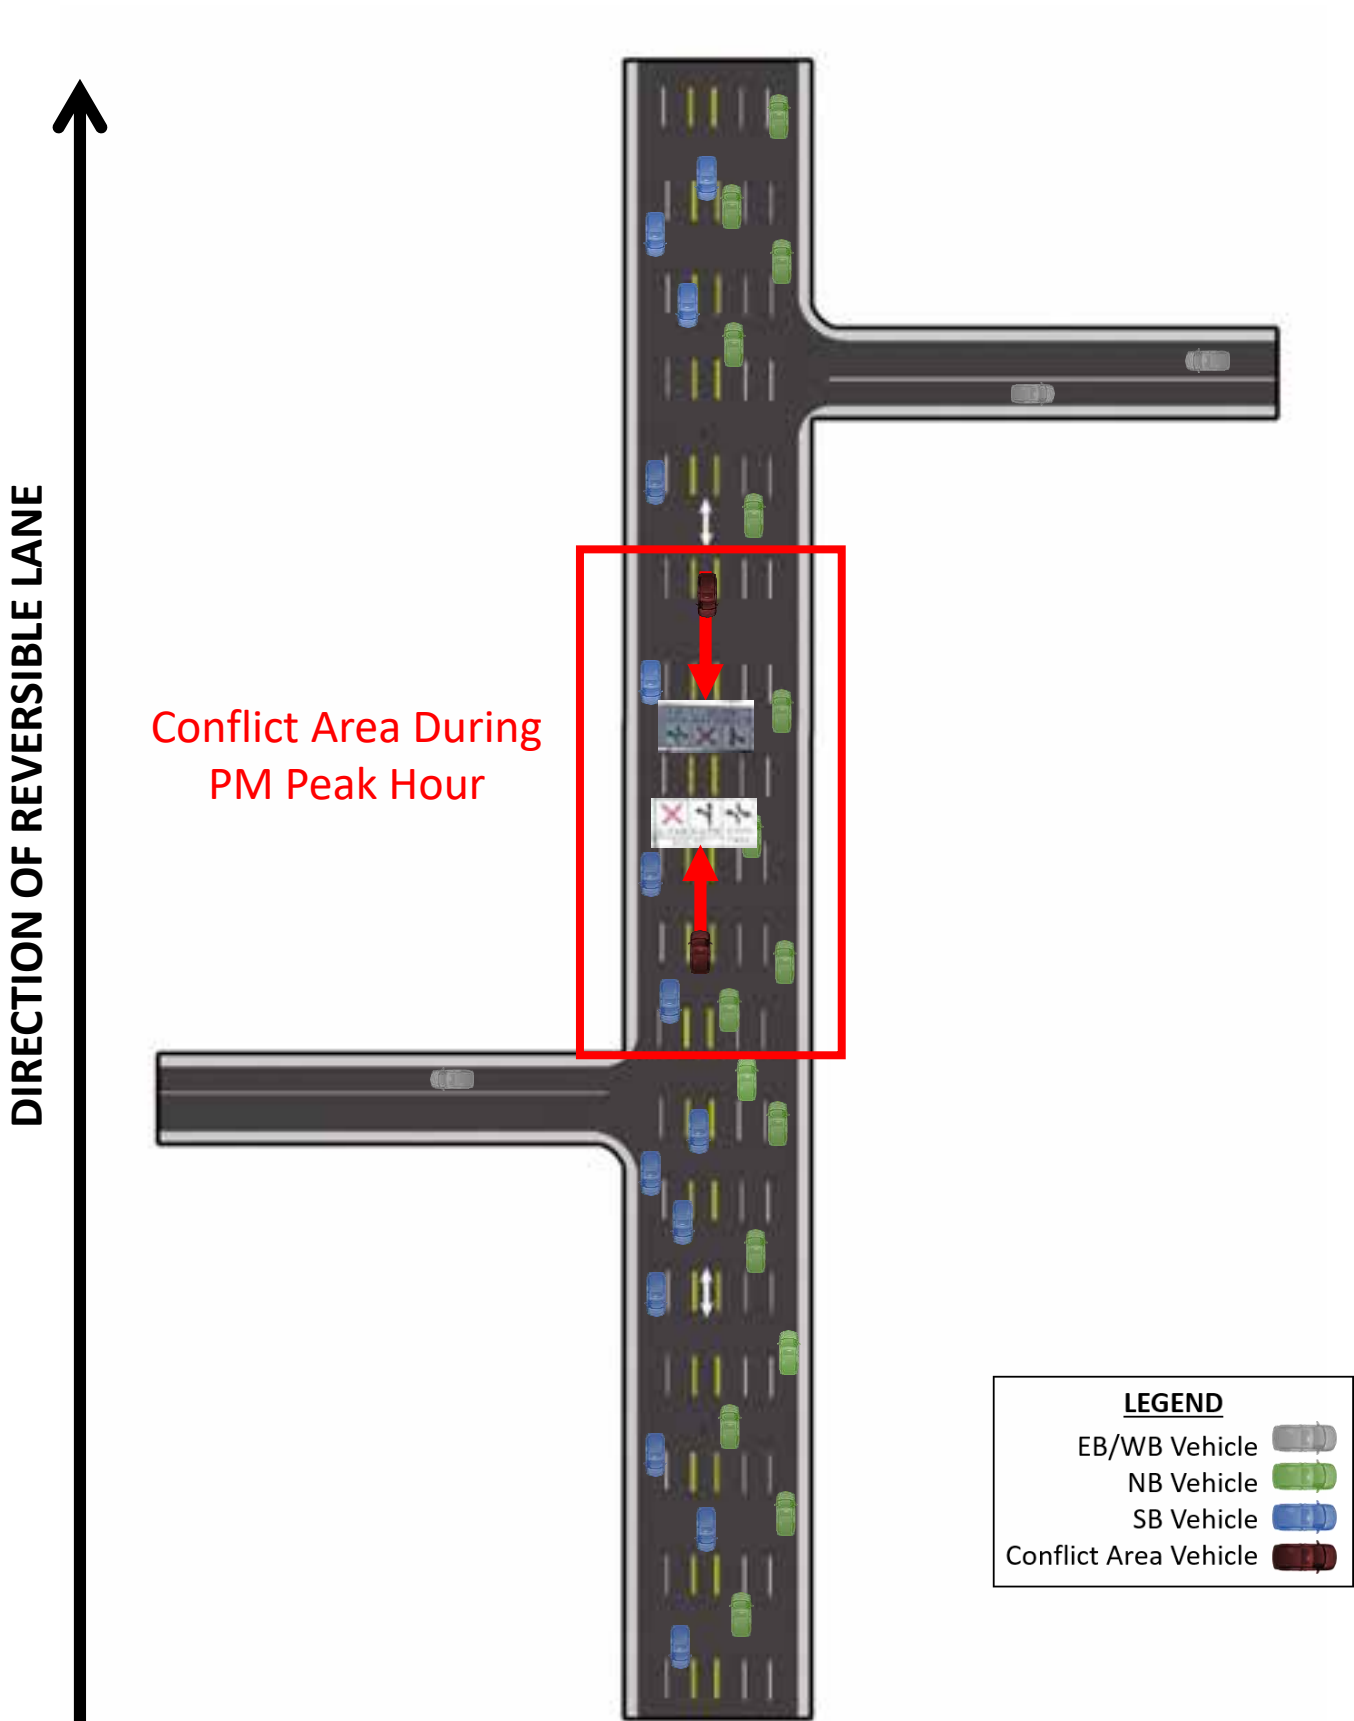 DIRECTION OF REVERSIBLE LANE
Conflict Area During
PM Peak Hour
LEGEND
EB/WB Vehicle
NB Vehicle
SB Vehicle
Conflict Area Vehicle